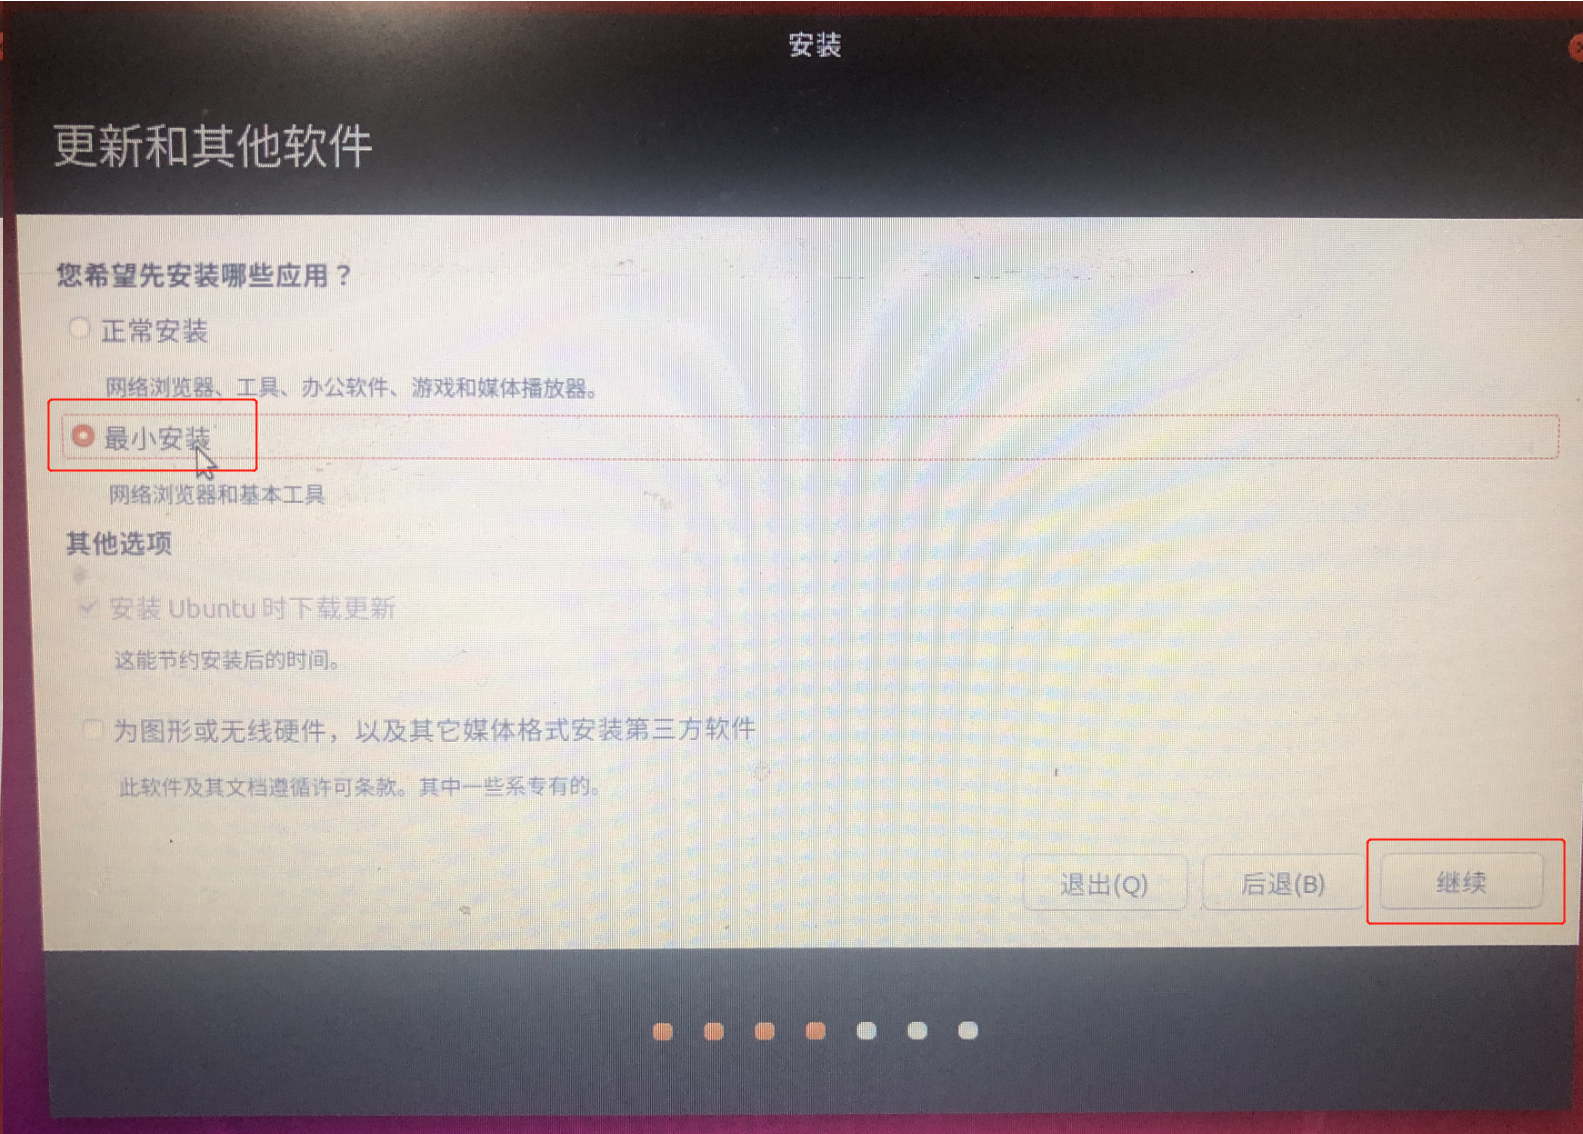 安装
更新和其他软件
您希望先安装哪些应用？
正常安装
网络浏览器、工具、办公软件、游戏和媒体播放器。
最小安装
网络浏览器和基本工具
其他选项
安装 Ubuntu 时下载更新
这能节约安装后的时间。
为图形或无线硬件，以及其它媒体格式安装第三方软件
此软件及其文档遵循许可条款。其中一些系专有的。
退出(Q)
后退(B)
继续